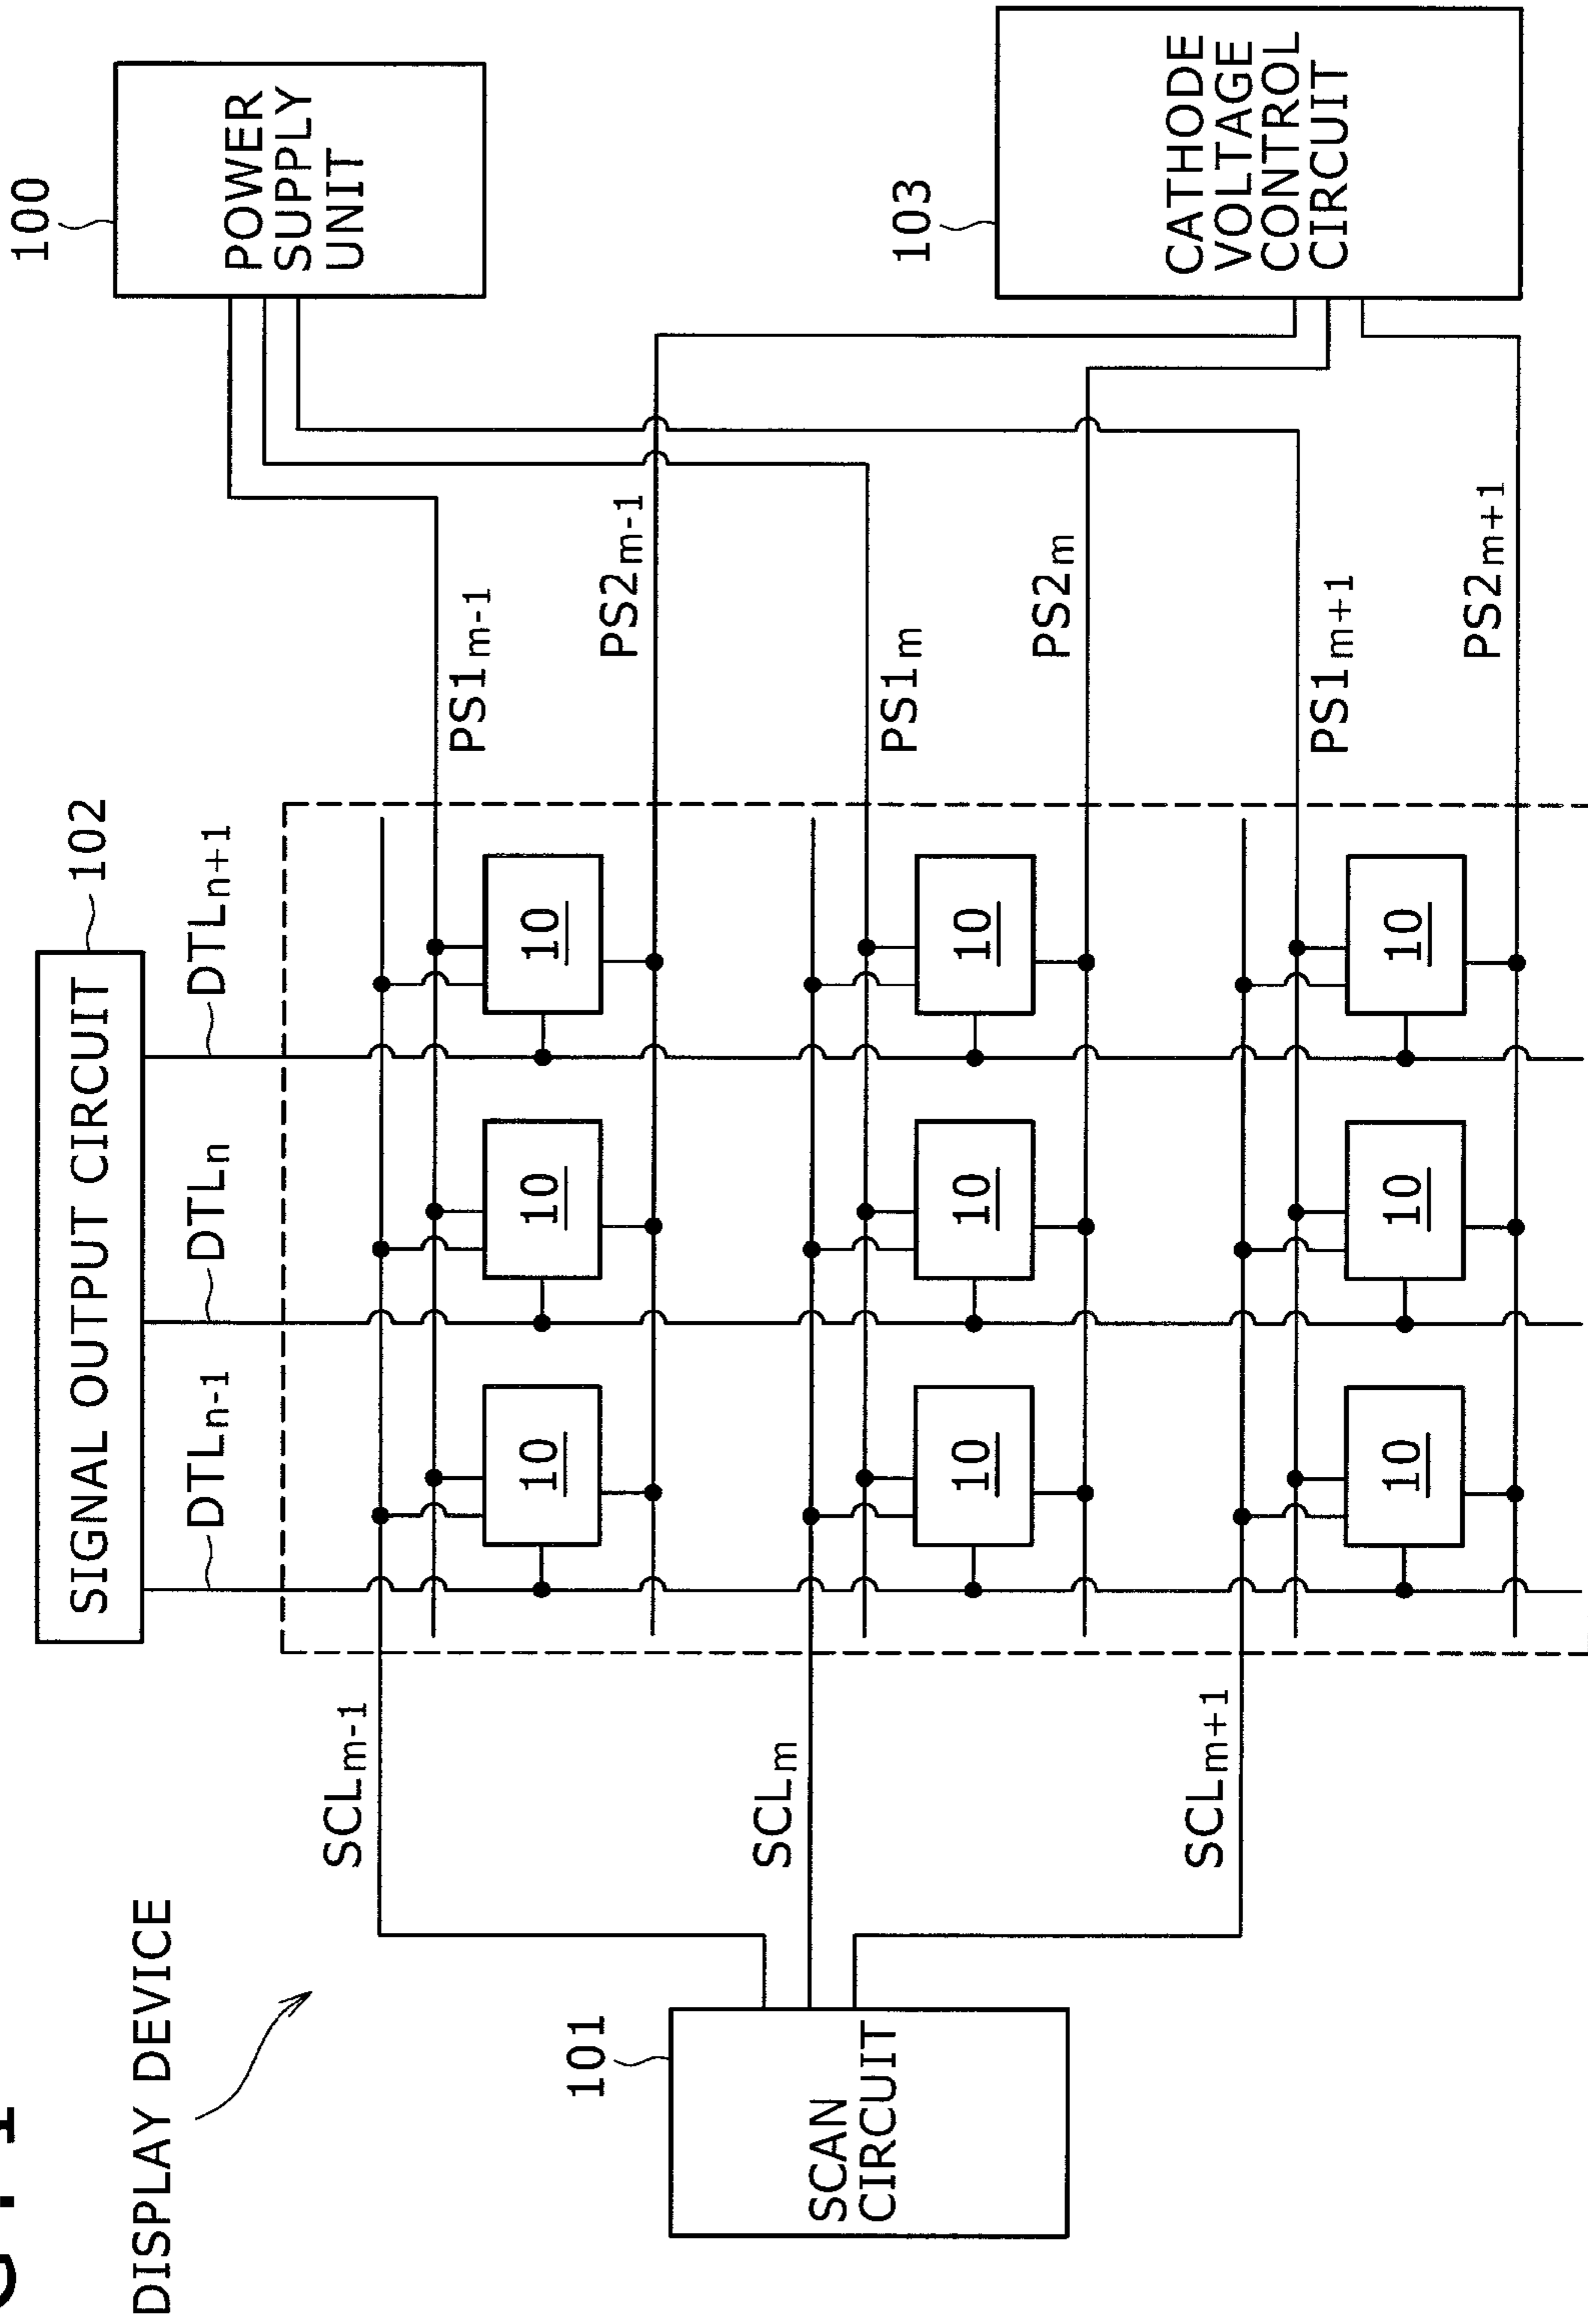 DISPLAY DEVICE
SIGNAL OUTPUT CIRCUIT
102
100
POWER
SUPPLY
UNIT
DTLn-1
DTLn
DTLn+1
SCLm-1
SCLm
SCLm+1
101
SCAN
CIRCUIT
10
10
10
10
10
10
10
10
10
PS1m-1
PS2m-1
PS1m
PS2m
PS1m+1
PS2m+1
103
CATHODE
VOLTAGE
CONTROL
CIRCUIT